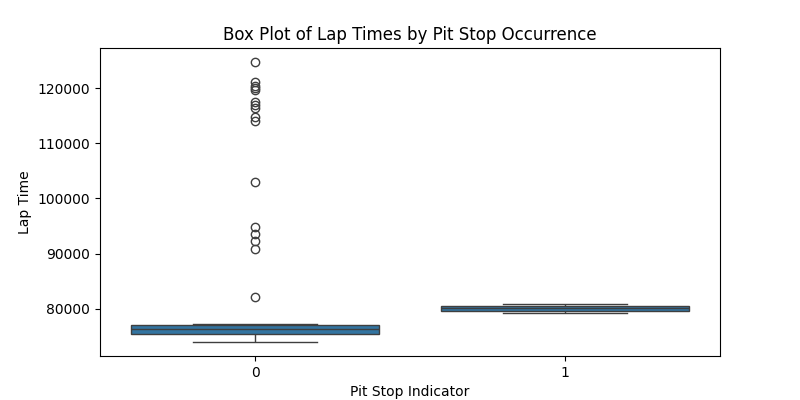 Box Plot of Lap Times by Pit Stop Occurrence
120000
110000
100000
90000
80000
Lap Time
0 1
Pit Stop Indicator